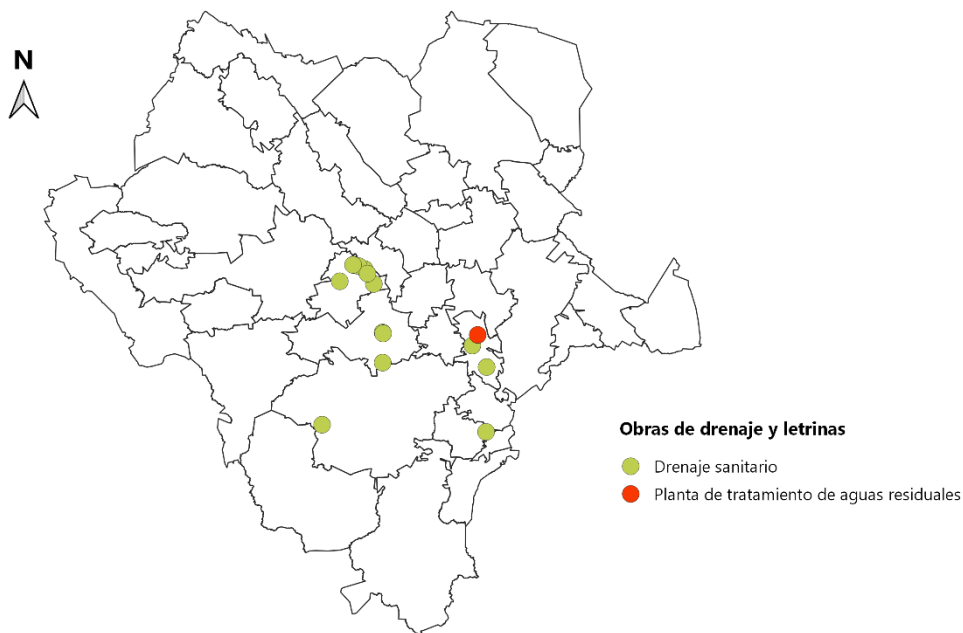 N
Obras de drenaje y letrinas
Drenaje sanitario
Planta de tratamiento de aguas residuales